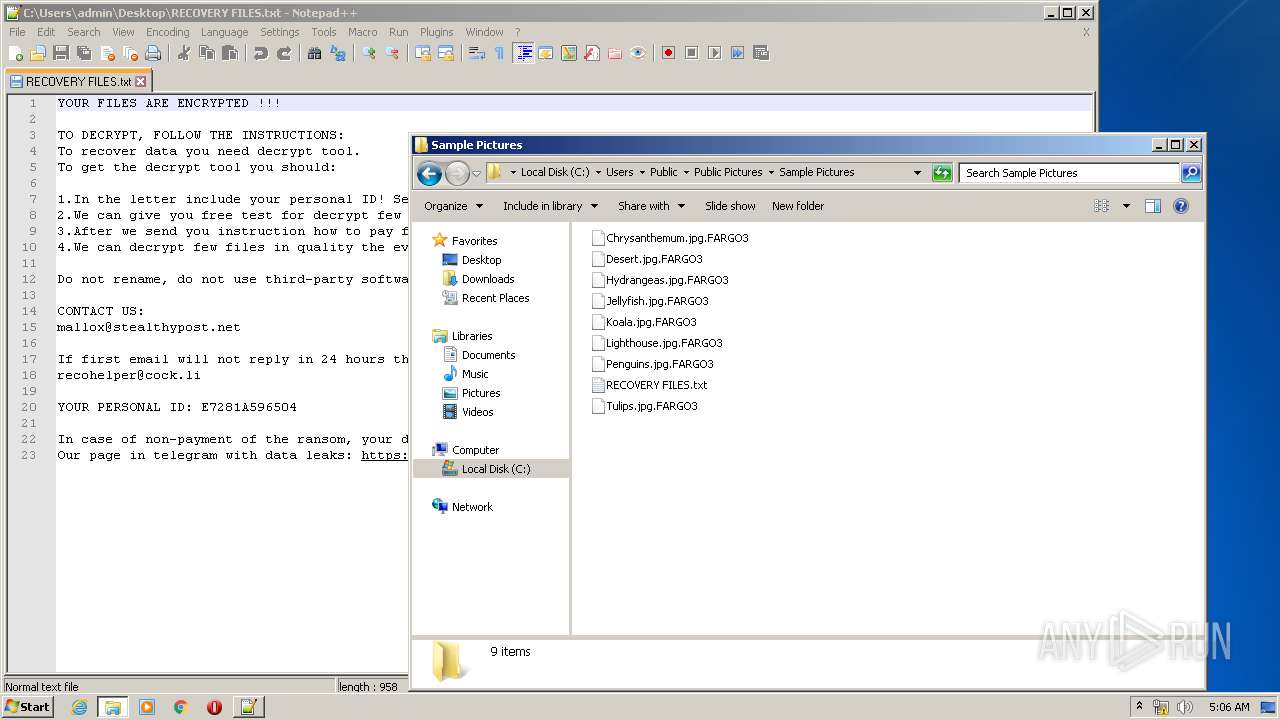 C:\Users\admin\Desktop\RECOVERY FILES.txt - Notepad++
File Edit Search View Encoding Language Settings Tools Macro Run Plugins Window ? X
RECOVERY FILES.txt
1 YOUR FILES ARE ENCRYPTED !!!
2
3 TO DECRYPT, FOLLOW THE INSTRUCTIONS:
4 To recover data you need decrypt tool.
5 To get the decrypt tool you should:
6
7 1.In the letter include your personal ID! Se
8 2.We can give you free test for decrypt few
9 3.After we send you instruction how to pay f
10 4.We can decrypt few files in quality the ev
11
12 Do not rename, do not use third-party softwa
13
14 CONTACT US:
15 mallox@stealthypost.net
16
17 If first email will not reply in 24 hours th
18 recohelper@cock.li
19
20 YOUR PERSONAL ID: E7281A596504
21
22 In case of non-payment of the ransom, your d
23 Our page in telegram with data leaks: https:
Normal text file
length : 958
Sample Pictures
Local Disk (C:) Users Public Public Pictures Sample Pictures
Search Sample Pictures
Organize Include in library Share with Slide show New folder
Favorites
Desktop
Downloads
Recent Places
Libraries
Documents
Music
Pictures
Videos
Computer
Local Disk (C:)
Network
Chrysanthemum.jpg.FARGO3
Desert.jpg.FARGO3
Hydrangeas.jpg.FARGO3
Jellyfish.jpg.FARGO3
Koala.jpg.FARGO3
Lighthouse.jpg.FARGO3
Penguins.jpg.FARGO3
RECOVERY FILES.txt
Tulips.jpg.FARGO3
9 items
ANY RUN
Start
5:06 AM